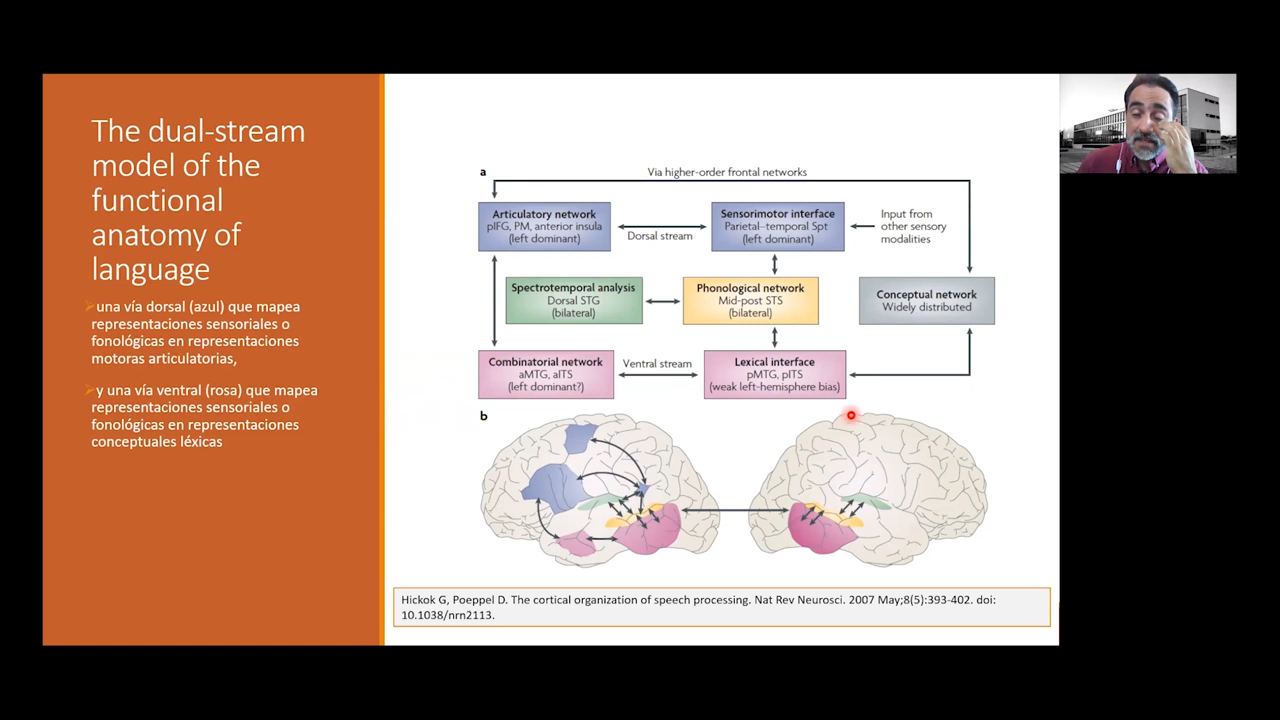 The dual-stream
model of the
functional
anatomy of
language
una vía dorsal (azul) que mapea
representaciones sensoriales o
fonológicas en representaciones
motoras articulatorias,
y una vía ventral (rosa) que mapea
representaciones sensoriales o
fonológicas en representaciones
conceptuales léxicas
a
Via higher-order frontal networks
Articulatory network
pIFG, PM, anterior insula
(left dominant)
Dorsal stream
Sensorimotor interface
Parietal–temporal Spt
(left dominant)
Input from
other sensory
modalities
Spectrotemporal analysis
Dorsal STG
(bilateral)
Phonological network
Mid-post STS
(bilateral)
Conceptual network
Widely distributed
Combinatorial network
aMTG, aITS
(left dominant?)
Ventral stream
Lexical interface
pMTG, pITS
(weak left-hemisphere bias)
b
Hickok G, Poeppel D. The cortical organization of speech processing. Nat Rev Neurosci. 2007 May;8(5):393-402. doi:
10.1038/nrn2113.